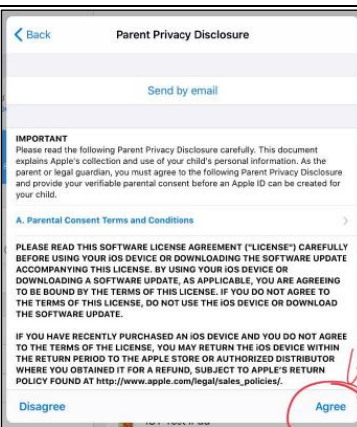 Back
Parent Privacy Disclosure
Send by email
IMPORTANT
Please read the following Parent Privacy Disclosure carefully. This document
explains Apple's collection and use of your child's personal information. As the
parent or legal guardian, you must agree to the following Parent Privacy Disclosure
and provide your verifiable parental consent before an Apple ID can be created for
your child.
A. Parental Consent Terms and Conditions
PLEASE READ THIS SOFTWARE LICENSE AGREEMENT ("LICENSE") CAREFULLY
BEFORE USING YOUR iOS DEVICE OR DOWNLOADING THE SOFTWARE UPDATE
ACCOMPANYING THIS LICENSE. BY USING YOUR iOS DEVICE OR
DOWNLOADING A SOFTWARE UPDATE, AS APPLICABLE, YOU ARE AGREEING
TO BE BOUND BY THE TERMS OF THIS LICENSE. IF YOU DO NOT AGREE TO
THE TERMS OF THIS LICENSE, DO NOT USE THE iOS DEVICE OR DOWNLOAD
THE SOFTWARE UPDATE.
IF YOU HAVE RECENTLY PURCHASED AN iOS DEVICE AND YOU DO NOT AGREE
TO THE TERMS OF THE LICENSE, YOU MAY RETURN THE iOS DEVICE WITHIN
THE RETURN PERIOD TO THE APPLE STORE OR AUTHORIZED DISTRIBUTOR
WHERE YOU OBTAINED IT FOR A REFUND, SUBJECT TO APPLE'S RETURN
POLICY FOUND AT http://www.apple.com/legal/sales_policies/.
Disagree
Agree